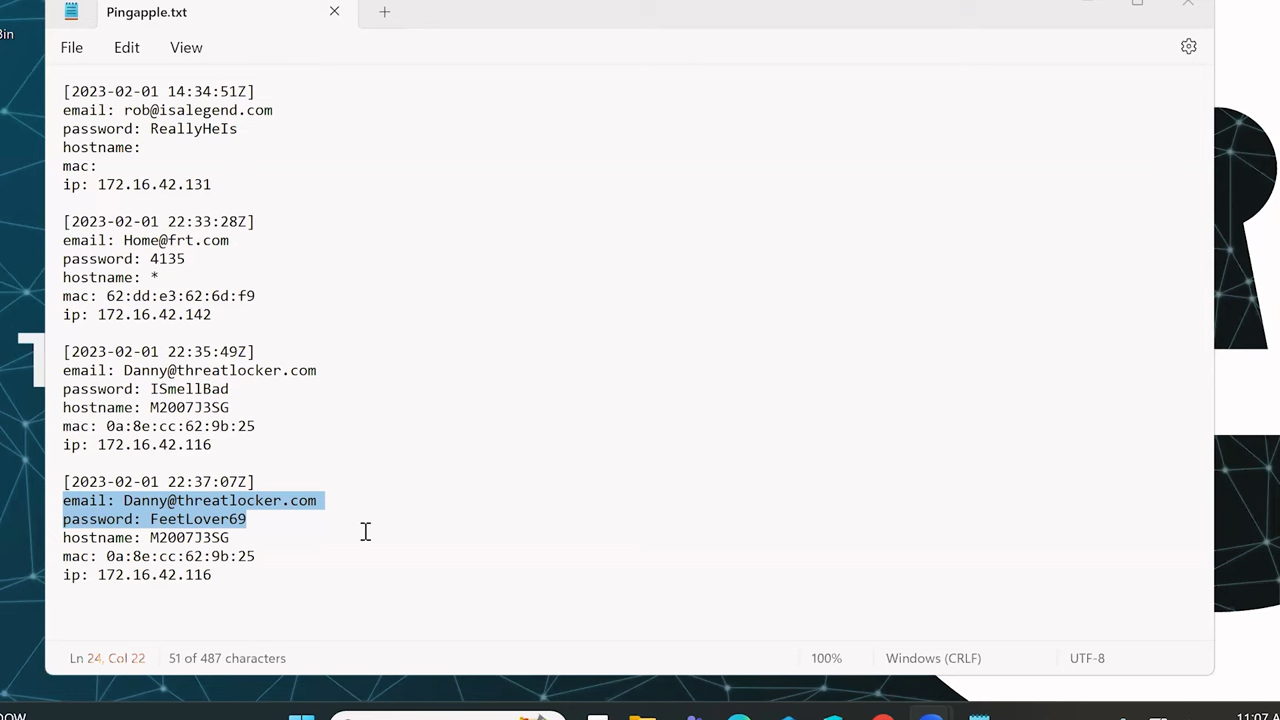 Bin
Pingapple.txt
File Edit View
[2023-02-01 14:34:51Z]
email: rob@isalegend.com
password: ReallyHeIs
hostname:
mac:
ip: 172.16.42.131
[2023-02-01 22:33:28Z]
email: Home@frt.com
password: 4135
hostname: *
mac: 62:dd:e3:62:6d:f9
ip: 172.16.42.142
[2023-02-01 22:35:49Z]
email: Danny@threatlocker.com
password: ISmellBad
hostname: M2007J3SG
mac: 0a:8e:cc:62:9b:25
ip: 172.16.42.116
[2023-02-01 22:37:07Z]
email: Danny@threatlocker.com
password: FeetLover69
hostname: M2007J3SG
mac: 0a:8e:cc:62:9b:25
ip: 172.16.42.116
Ln 24, Col 22 51 of 487 characters 100% Windows (CRLF) UTF-8
11:07